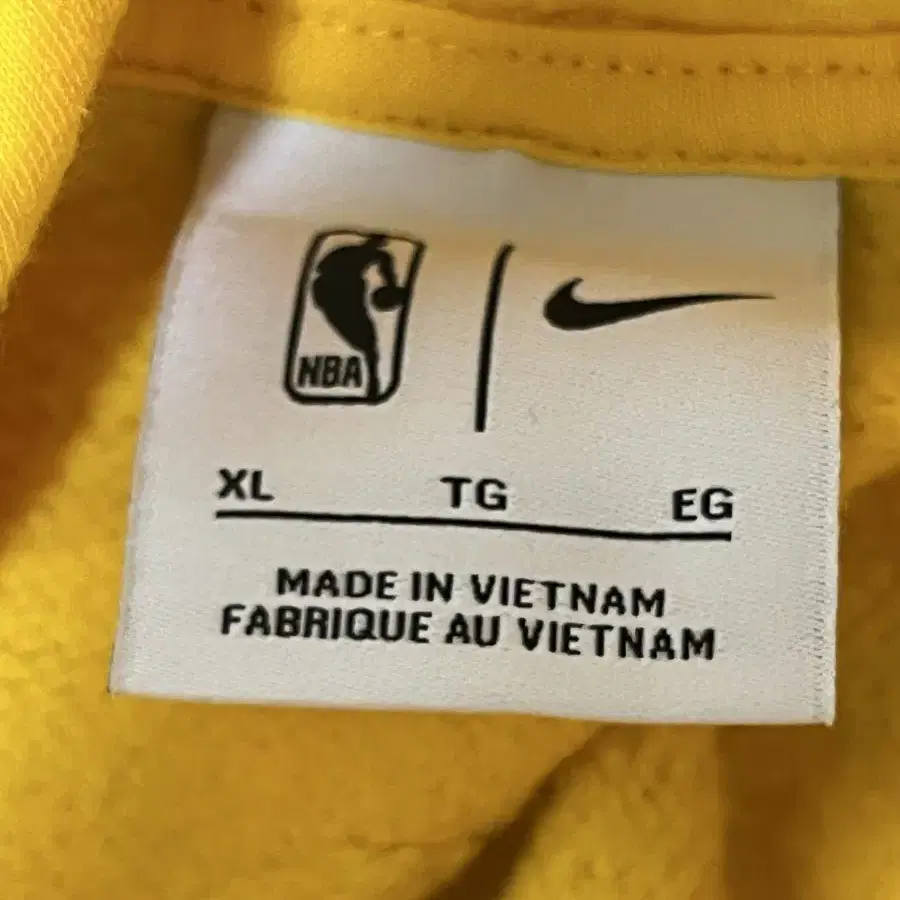 NBA
XL TG EG
MADE IN VIETNAM
FABRIQUE AU VIETNAM